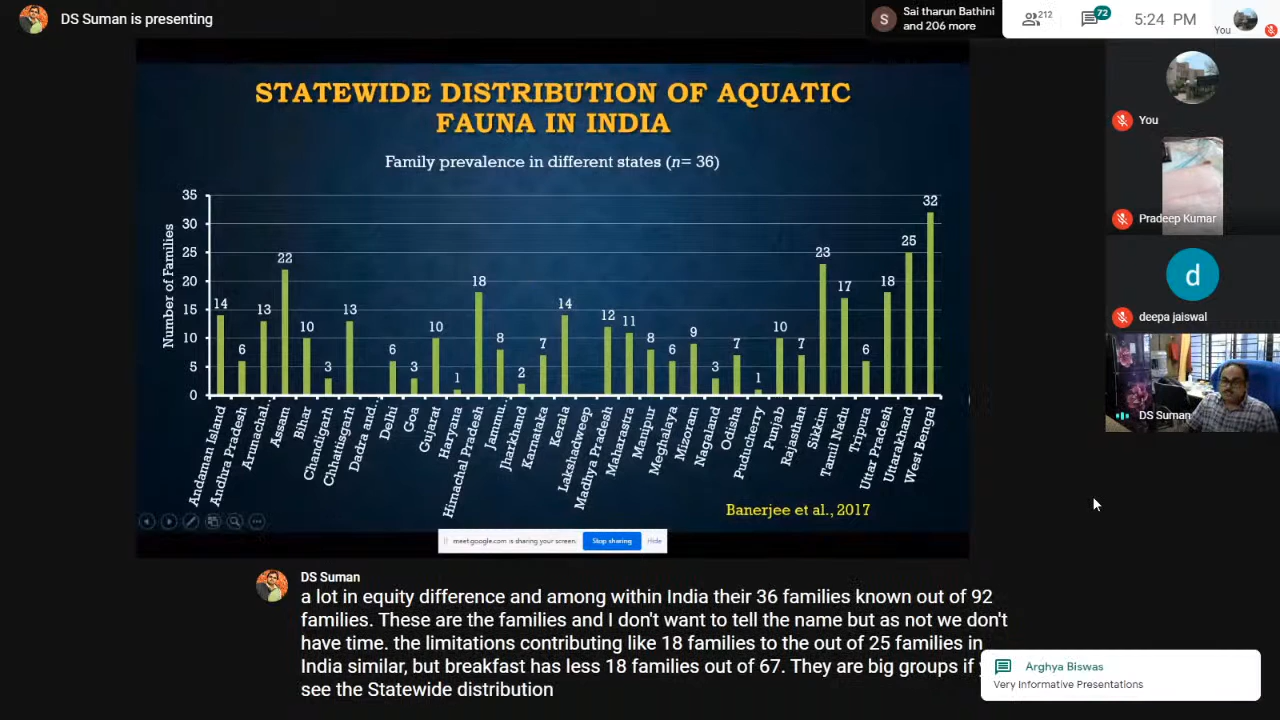 DS Suman is presenting
S
Sai tharun Bathini
and 206 more
212
72
5:24 PM
You
STATEWIDE DISTRIBUTION OF AQUATIC
FAUNA IN INDIA
Family prevalence in different states (n= 36)
Number of Families
35
30
25
20
15
10
5
0
14 6 13 22 10 3 13 6 3 10 1 18 8 2 7 14 12 11 8 6 9 3 7 1 10 7 23 17 6 18 25 32
Andaman Island
Andhra Pradesh
Arunachal..
Assam
Bihar
Chandigarh
Chhatisgarh
Dadra and..
Delhi
Goa
Gujrat
Haryana
Himachal Pradesh
Jammu..
Jharkhand
Karnataka
Kerala
Lakshadweep
Madhya Pradesh
Maharastra
Manipur
Meghalaya
Mizoram
Nagaland
Odisha
Puducherry
Punjab
Rajasthan
Sikkim
Tamil Nadu
Tripura
Uttar Pradesh
Uttarakhand
West Bengal
Banerjee et al., 2017
meet.google.com is sharing your screen. Stop sharing Hide
You
Pradeep Kumar
d
deepa jaiswal
DS Suman
DS Suman
a lot in equity difference and among within India their 36 families known out of 92
families. These are the families and I don't want to tell the name but as not we don't
have time. the limitations contributing like 18 families to the out of 25 families in
India similar, but breakfast has less 18 families out of 67. They are big groups if
see the Statewide distribution
Arghya Biswas
Very Informative Presentations